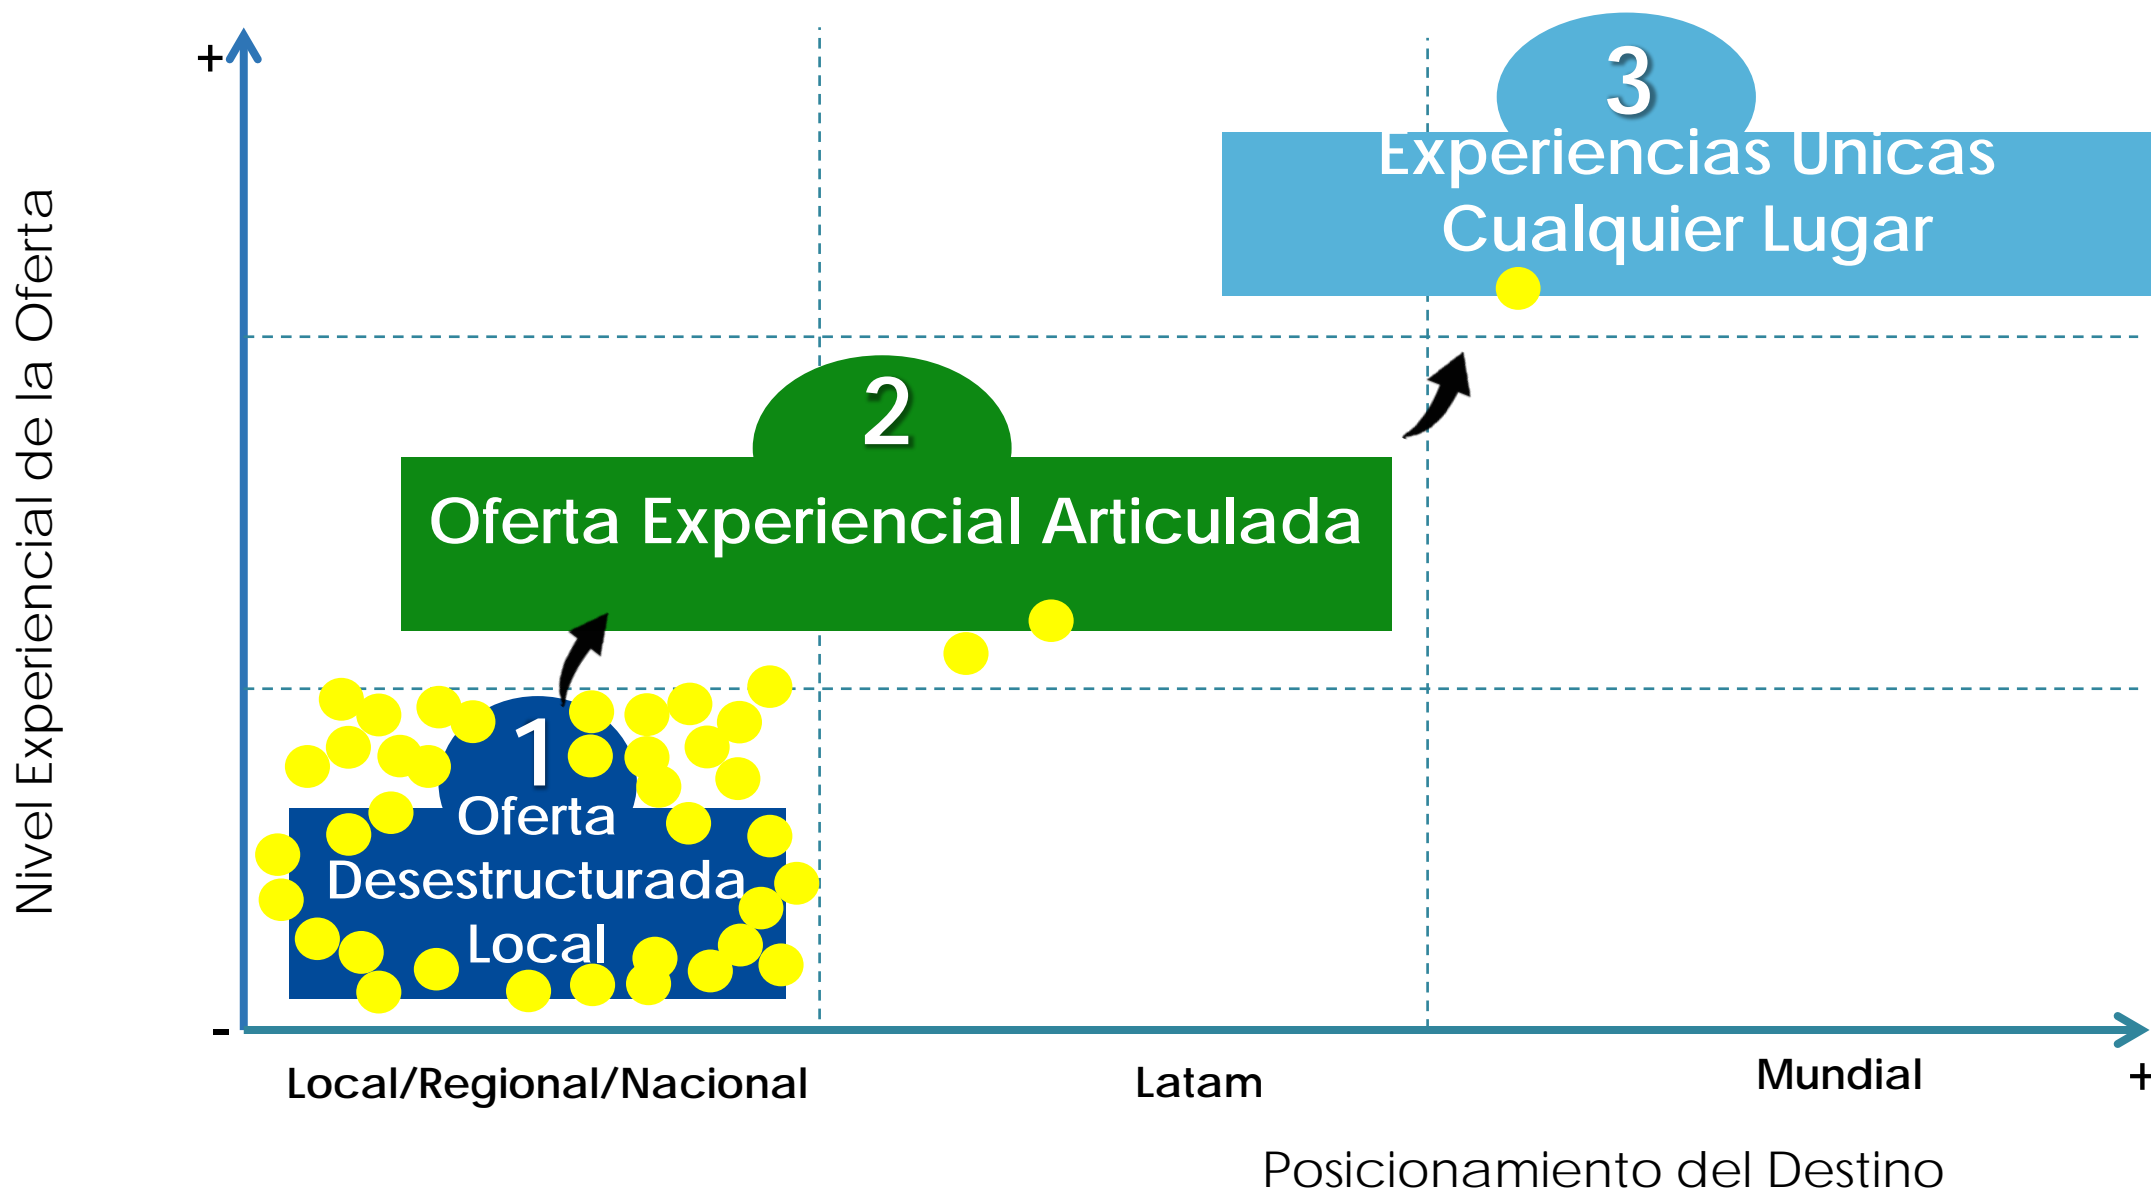 +
3
Experiencias Unicas
Cualquier Lugar
Nivel Experiencial de la Oferta
2
Oferta Experiencial Articulada
1
Oferta
Desestructurada
Local
-
Local/Regional/Nacional
Latam
Mundial
+
Posicionamiento del Destino